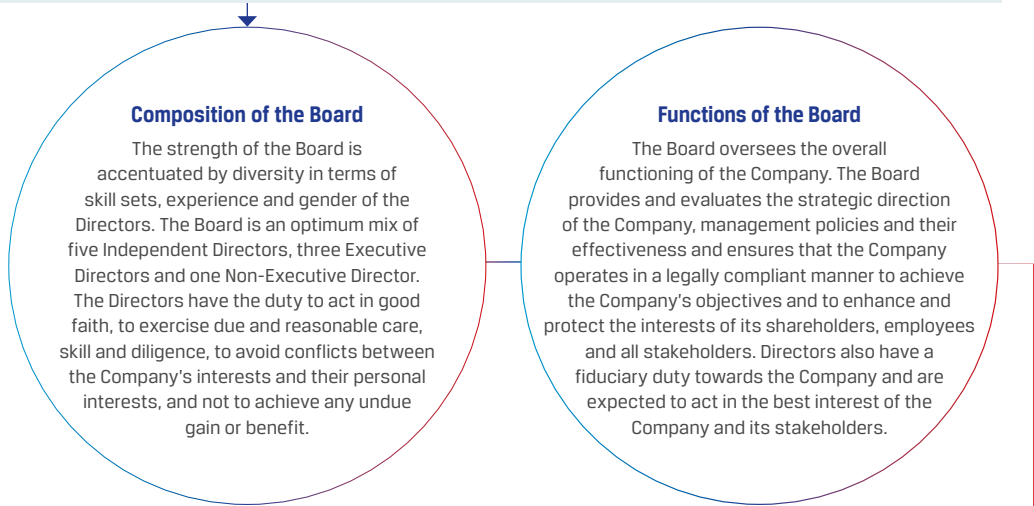 Composition of the Board
The strength of the Board is
accentuated by diversity in terms of
skill sets, experience and gender of the
Directors. The Board is an optimum mix of
five Independent Directors, three Executive
Directors and one Non-Executive Director.
The Directors have the duty to act in good
faith, to exercise due and reasonable care,
skill and diligence, to avoid conflicts between
the Company's interests and their personal
interests, and not to achieve any undue
gain or benefit.
Functions of the Board
The Board oversees the overall
functioning of the Company. The Board
provides and evaluates the strategic direction
of the Company, management policies and their
effectiveness and ensures that the Company
operates in a legally compliant manner to achieve
the Company's objectives and to enhance and
protect the interests of its shareholders, employees
and all stakeholders. Directors also have a
fiduciary duty towards the Company and are
expected to act in the best interest of the
Company and its stakeholders.